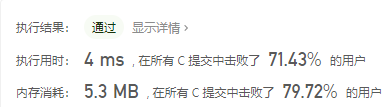 执行结果： 通过 显示详情 ›
执行用时： 4 ms , 在所有 C 提交中击败了 71.43% 的用户
内存消耗： 5.3 MB , 在所有 C 提交中击败了 79.72% 的用户